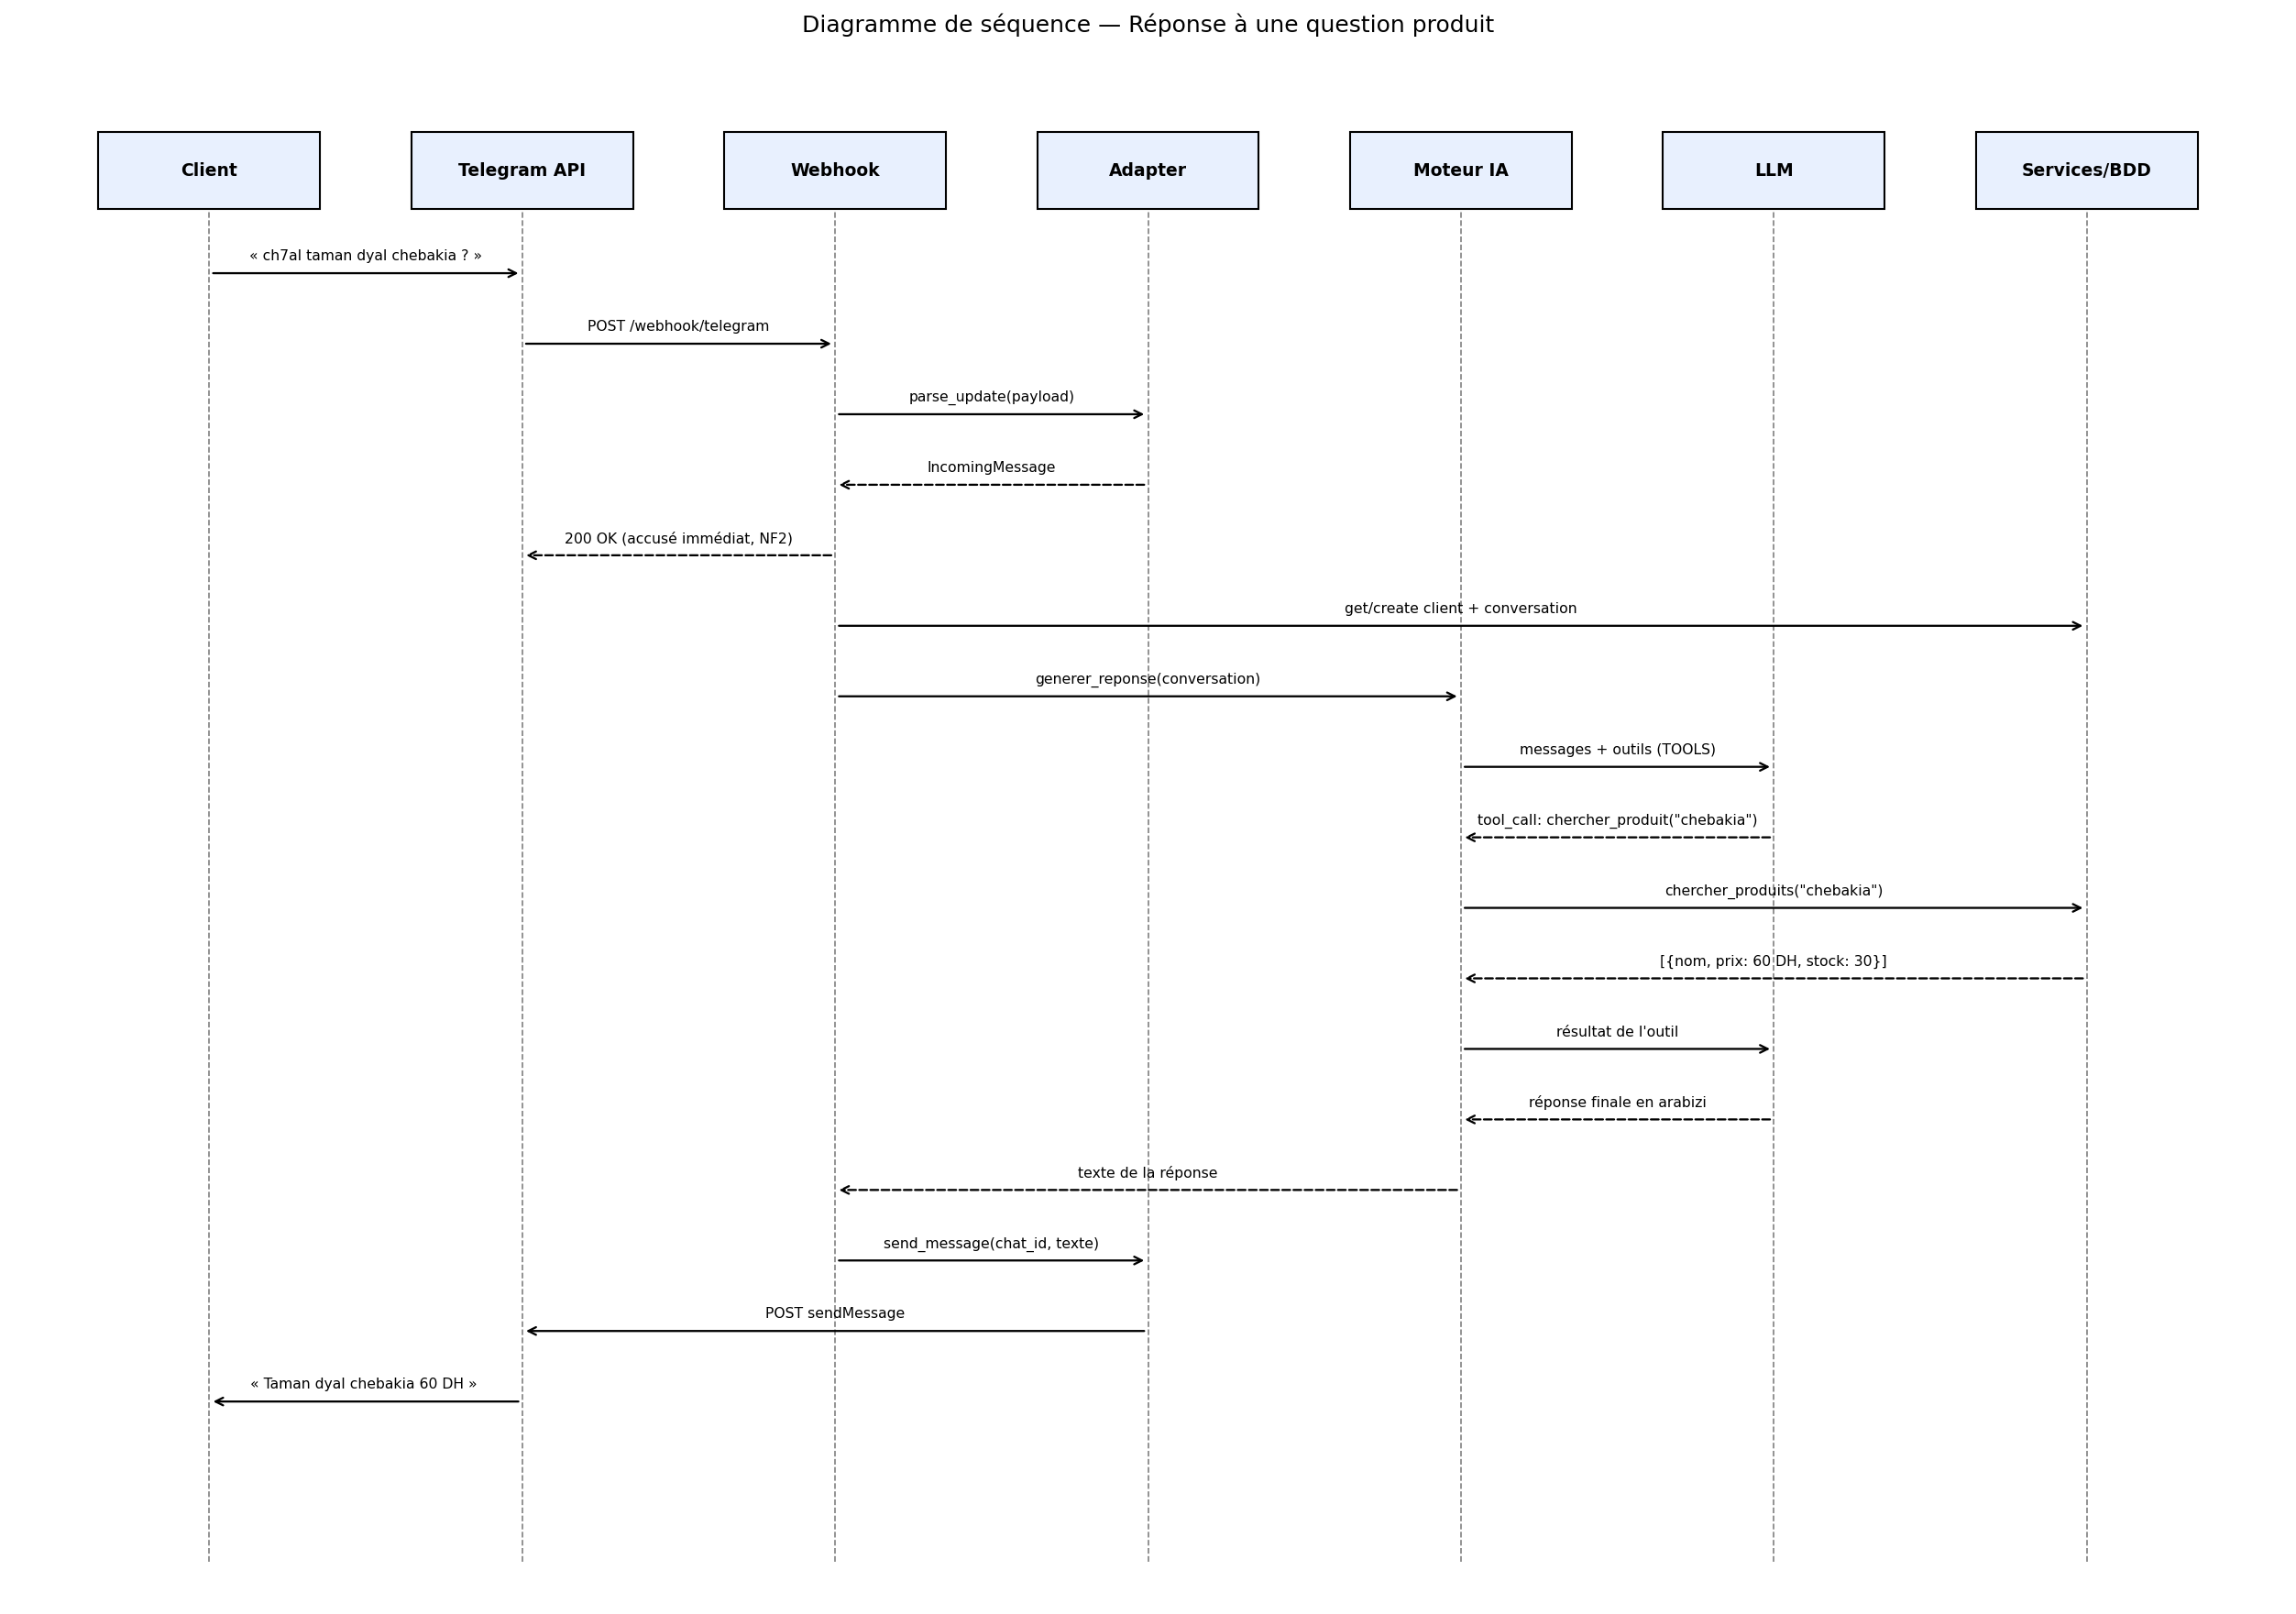 Diagramme de séquence — Réponse à une question produit
Client
Telegram API
Webhook
Adapter
Moteur IA
LLM
Services/BDD
« ch7al taman dyal chebakia ? »
POST /webhook/telegram
parse_update(payload)
IncomingMessage
200 OK (accusé immédiat, NF2)
get/create client + conversation
generer_reponse(conversation)
messages + outils (TOOLS)
tool_call: chercher_produit("chebakia")
chercher_produits("chebakia")
[{nom, prix: 60 DH, stock: 30}]
résultat de l'outil
réponse finale en arabizi
texte de la réponse
send_message(chat_id, texte)
POST sendMessage
« Taman dyal chebakia 60 DH »